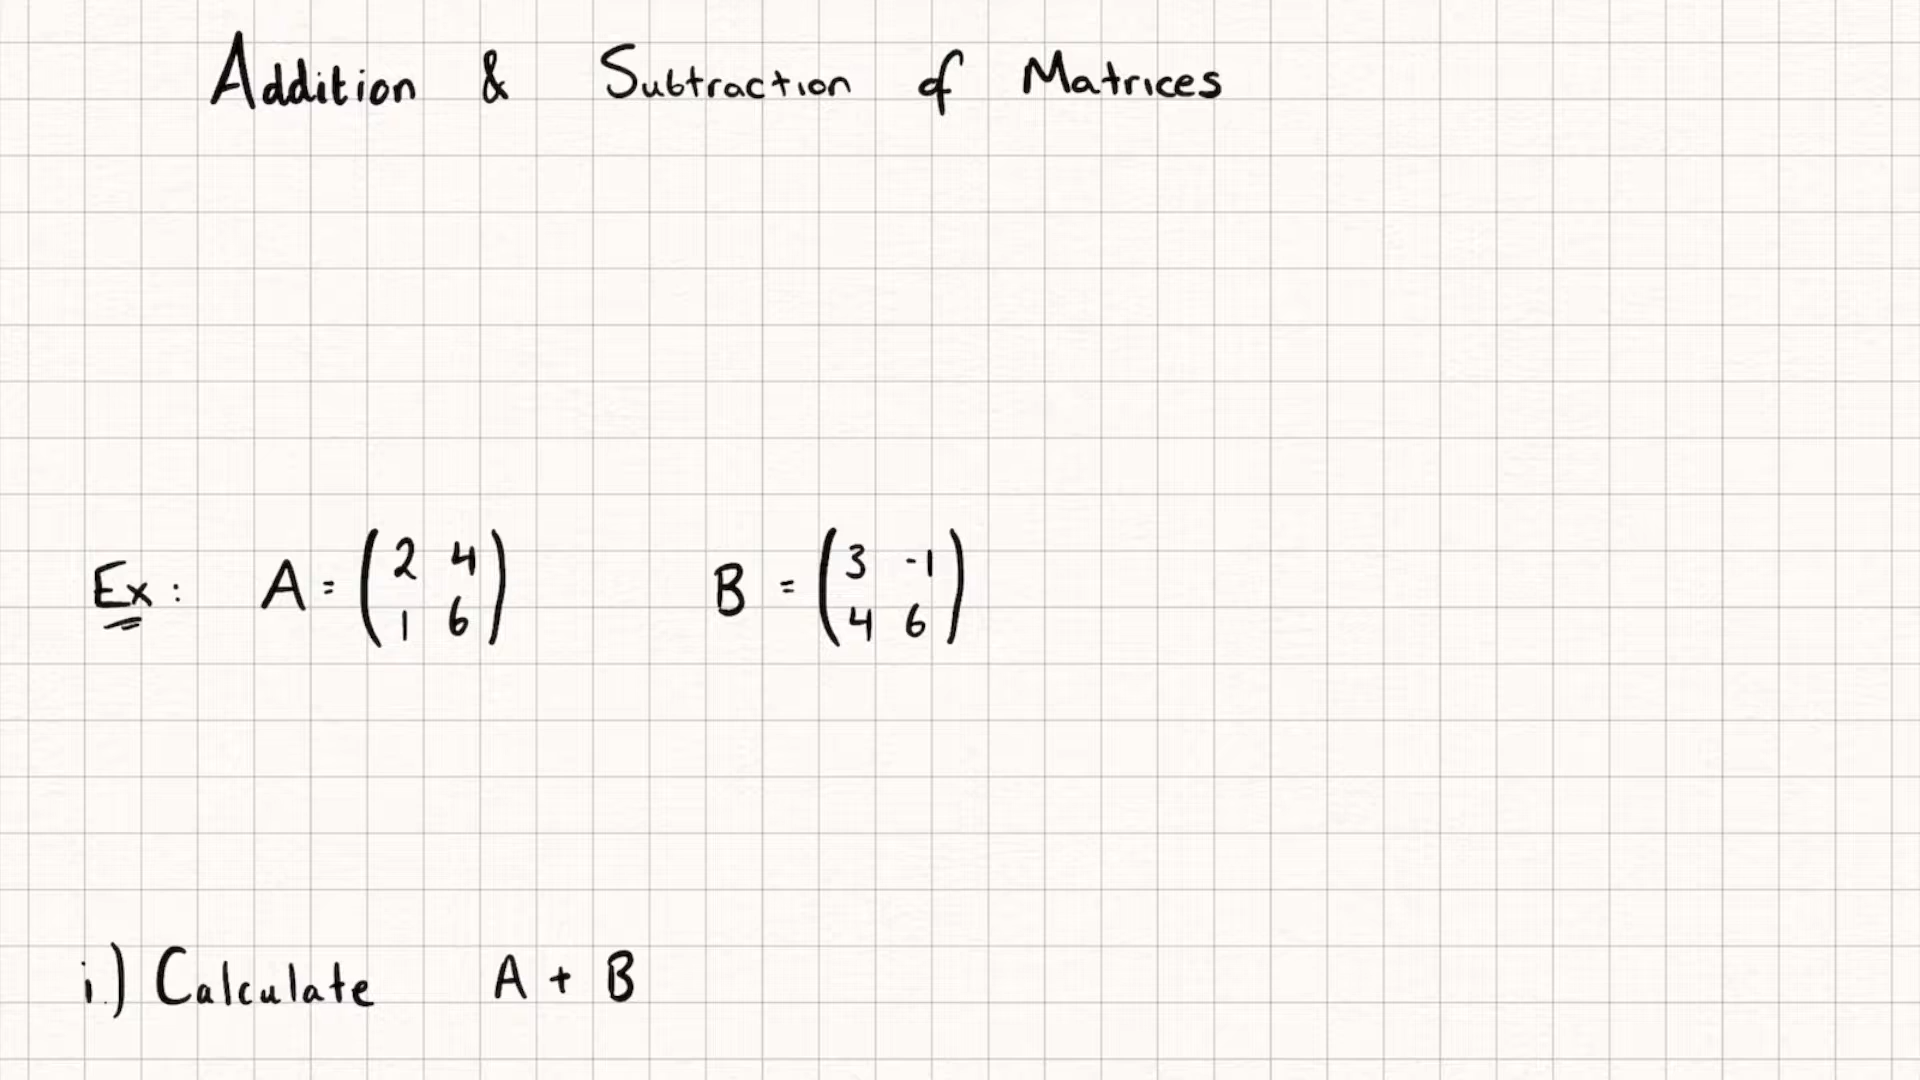 Addition & Subtraction of Matrices
Ex: A = (2 4 B = (3 -1
1 6) 4 6)
i.) Calculate A + B